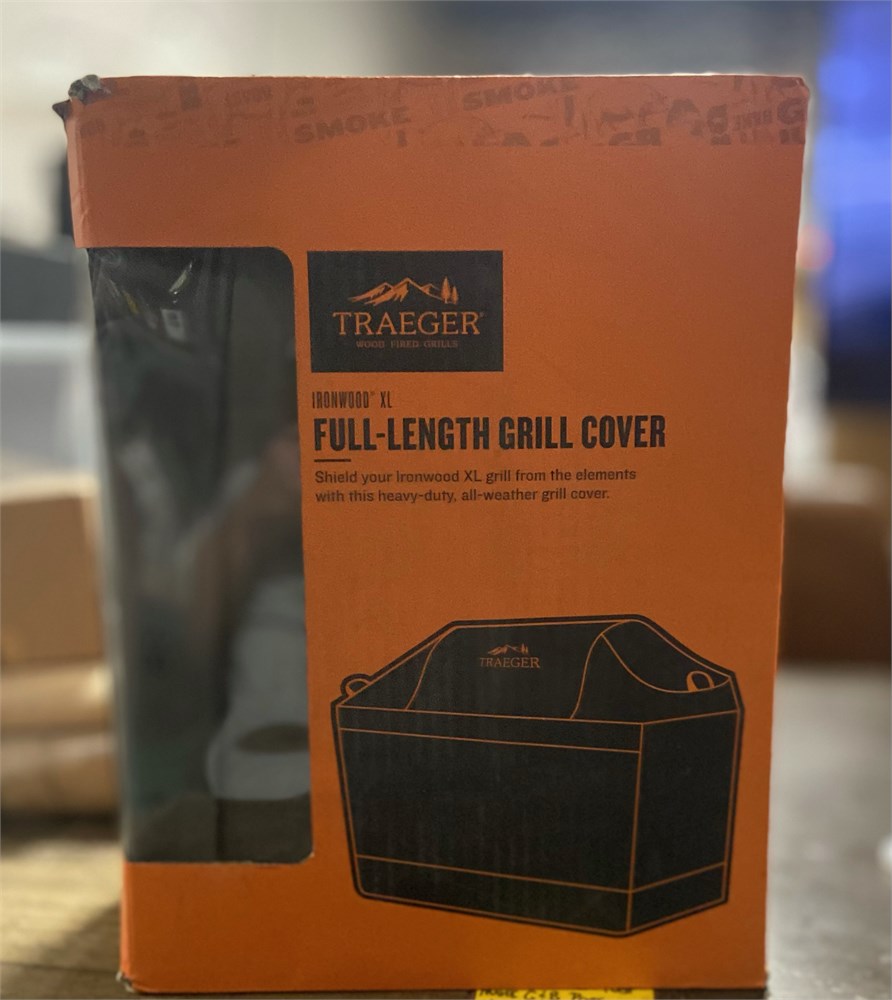 SMOKE
SMOKE
TRAEGER®
WOOD FIRED GRILLS
IRONWOOD™ XL
FULL-LENGTH GRILL COVER
Shield your Ironwood XL grill from the elements
with this heavy-duty, all-weather grill cover.
TRAEGER